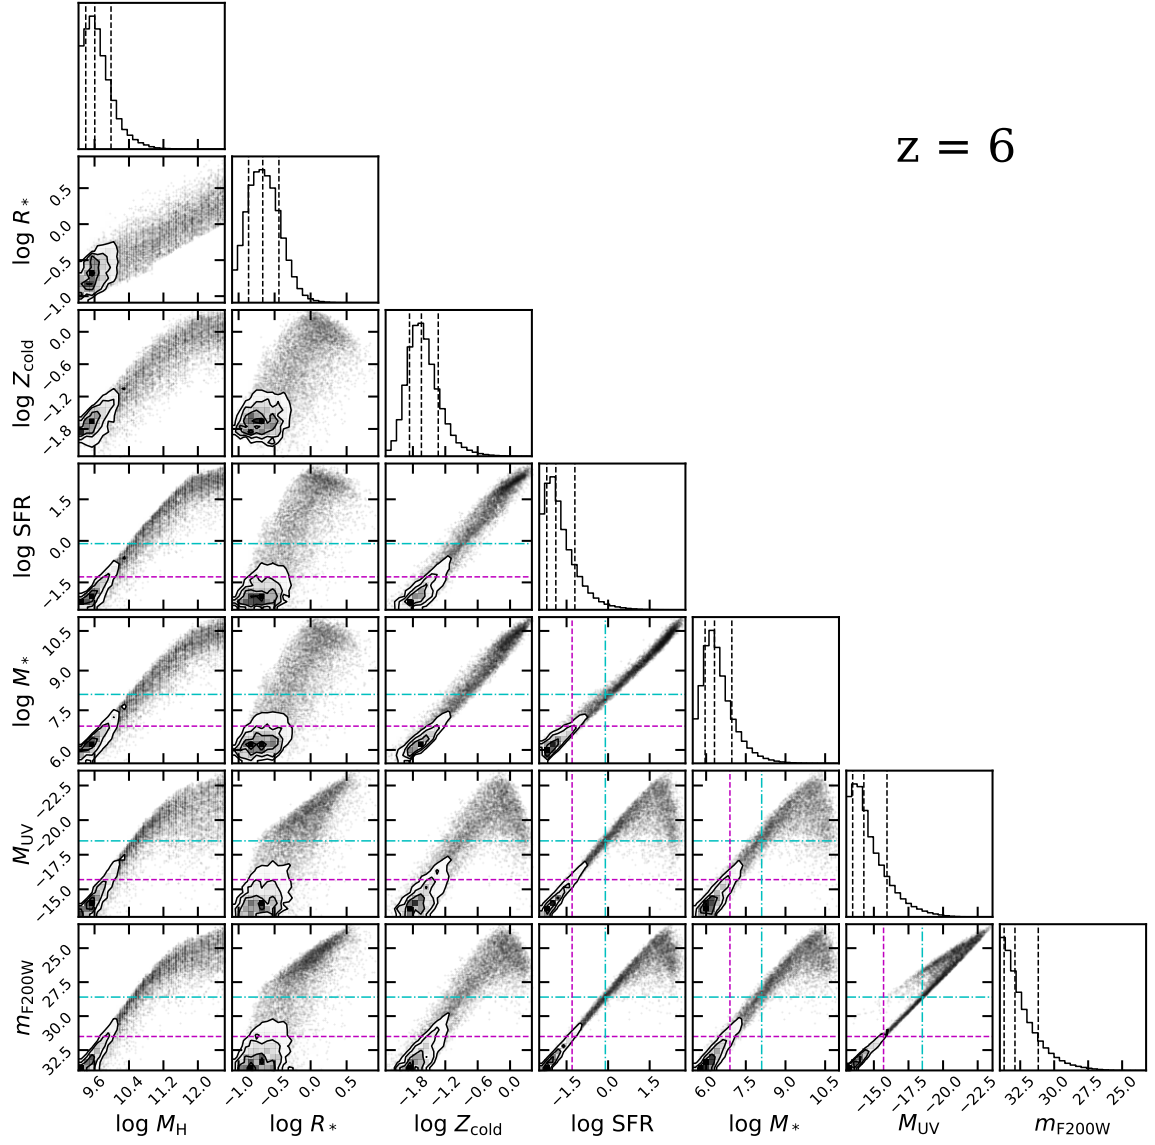 z = 6
log R*
0.5
0.0
−0.5
−1.0
log Zcold
0.0
−0.6
−1.2
−1.8
log SFR
1.5
0.0
−1.5
log M*
10.5
9.0
7.5
6.0
MUV
−22.5
−20.0
−17.5
−15.0
mF200W
25.0
27.5
30.0
32.5
9.6 10.4 11.2 12.0 −1.0 −0.5 0.0 0.5 −1.8 −1.2 −0.6 0.0 −1.5 0.0 1.5 6.0 7.5 9.0 10.5 −15.0 −17.5 −20.0 −22.5 32.5 30.0 27.5 25.0
log MH log R* log Zcold log SFR log M* MUV mF200W